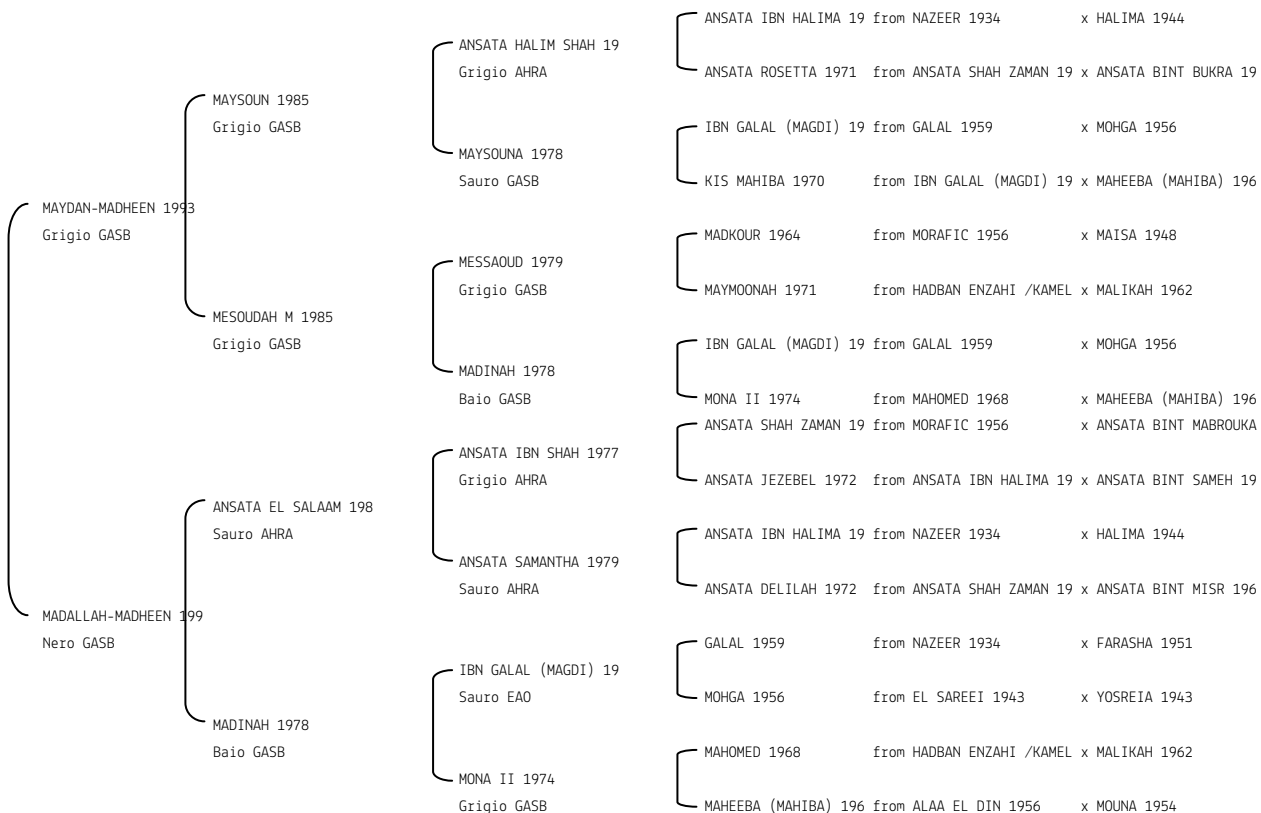 ANSATA IBN HALIMA 19 from NAZEER 1934 x HALIMA 1944
ANSATA HALIM SHAH 19
Grigio AHRA
ANSATA ROSETTA 1971 from ANSATA SHAH ZAMAN 19 x ANSATA BINT BUKRA 19
MAYSOUN 1985
Grigio GASB
IBN GALAL (MAGDI) 19 from GALAL 1959 x MOHGA 1956
MAYSOUNA 1978
Sauro GASB
KIS MAHIBA 1970 from IBN GALAL (MAGDI) 19 x MAHEEBA (MAHIBA) 196
MAYDAN-MADHEEN 1993
Grigio GASB
MADKOUR 1964 from MORAFIC 1956 x MAISA 1948
MESSAOUD 1979
Grigio GASB
MAYMOONAH 1971 from HADBAN ENZAHI /KAMEL x MALIKAH 1962
MESOUDAH M 1985
Grigio GASB
IBN GALAL (MAGDI) 19 from GALAL 1959 x MOHGA 1956
MADINAH 1978
Baio GASB
MONA II 1974 from MAHOMED 1968 x MAHEEBA (MAHIBA) 196
ANSATA SHAH ZAMAN 19 from MORAFIC 1956 x ANSATA BINT MABROUKA
ANSATA IBN SHAH 1977
Grigio AHRA
ANSATA JEZEBEL 1972 from ANSATA IBN HALIMA 19 x ANSATA BINT SAMEH 19
ANSATA EL SALAAM 198
Sauro AHRA
ANSATA IBN HALIMA 19 from NAZEER 1934 x HALIMA 1944
ANSATA SAMANTHA 1979
Sauro AHRA
ANSATA DELILAH 1972 from ANSATA SHAH ZAMAN 19 x ANSATA BINT MISR 196
MADALLAH-MADHEEN 199
Nero GASB
GALAL 1959 from NAZEER 1934 x FARASHA 1951
IBN GALAL (MAGDI) 19
Sauro EAO
MOHGA 1956 from EL SAREEI 1943 x YOSREIA 1943
MADINAH 1978
Baio GASB
MAHOMED 1968 from HADBAN ENZAHI /KAMEL x MALIKAH 1962
MONA II 1974
Grigio GASB
MAHEEBA (MAHIBA) 196 from ALAA EL DIN 1956 x MOUNA 1954